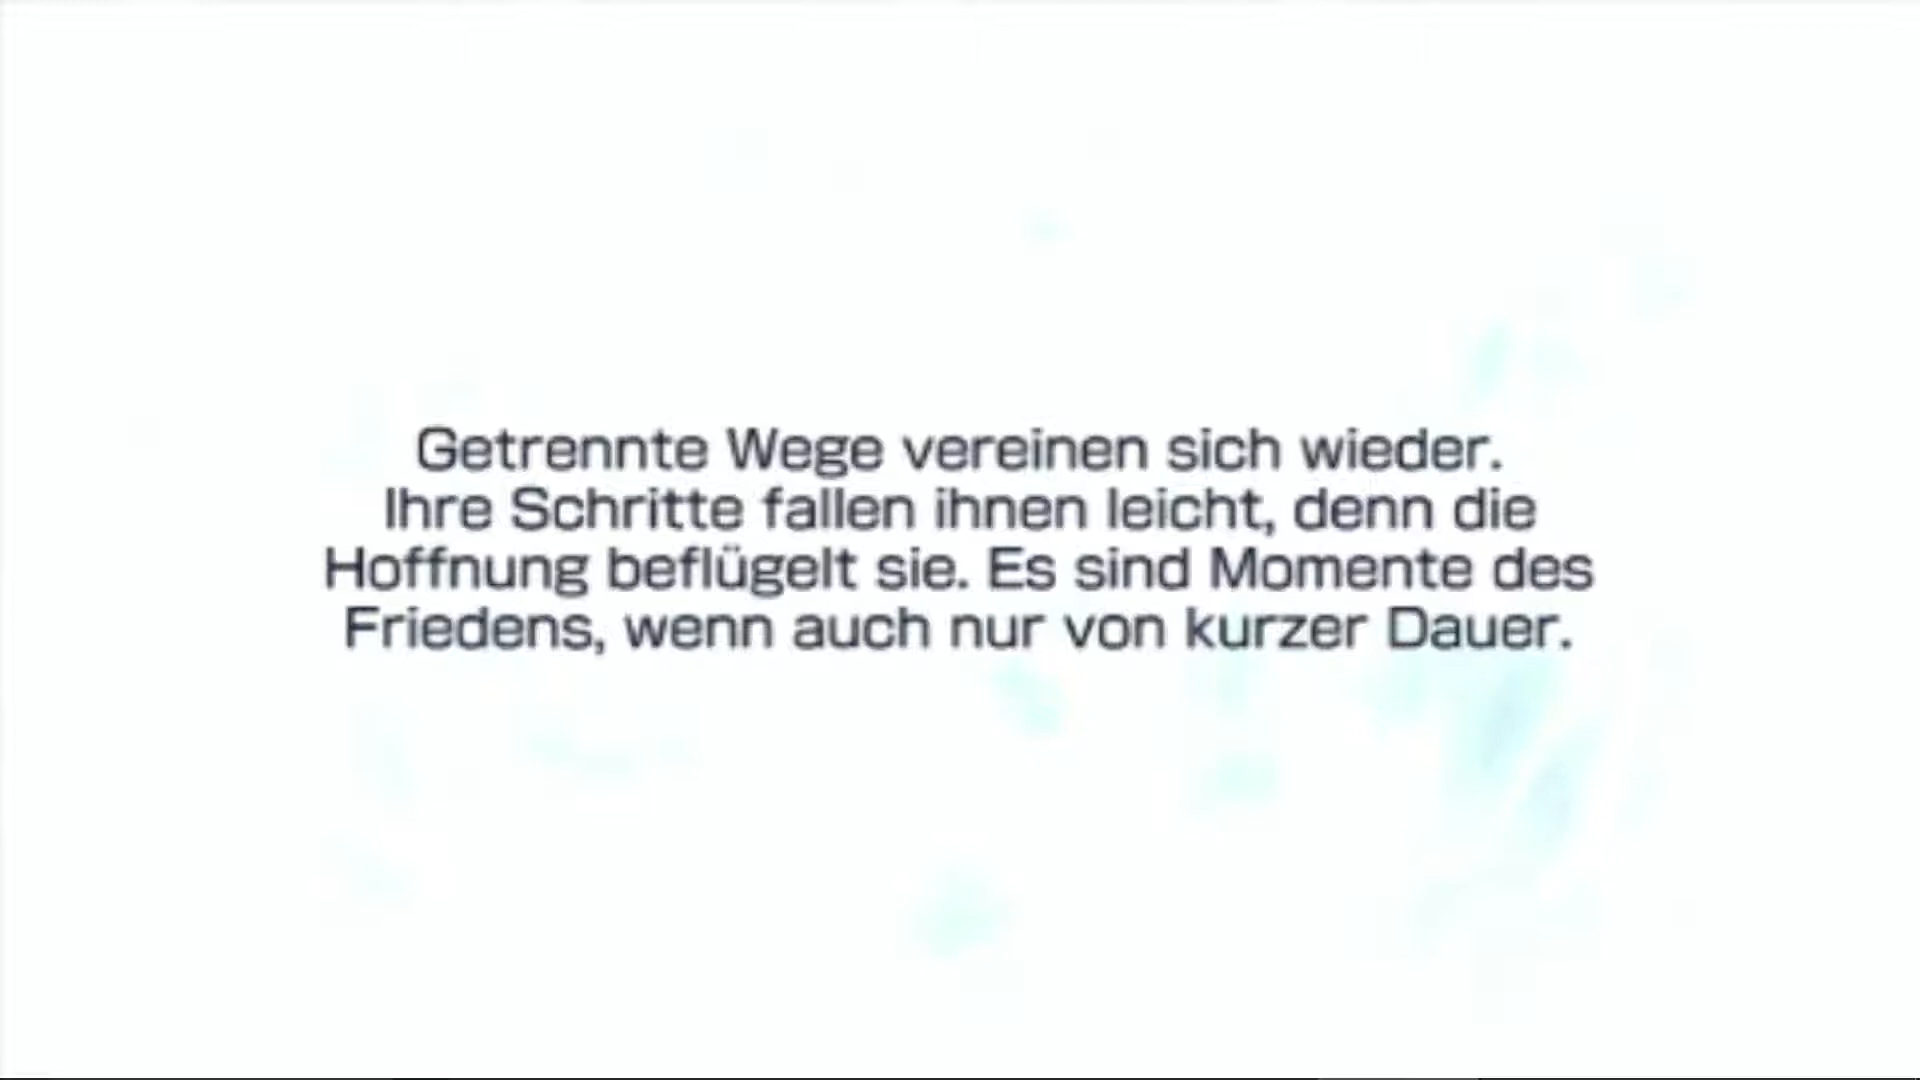 Getrennte Wege vereinen sich wieder.
Ihre Schritte fallen ihnen leicht, denn die
Hoffnung beflügelt sie. Es sind Momente des
Friedens, wenn auch nur von kurzer Dauer.